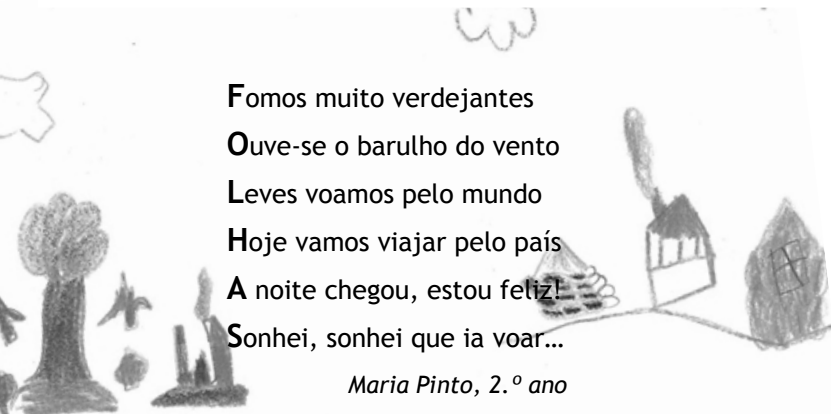 Fomos muito verdejantes
Ouve-se o barulho do vento
Leves voamos pelo mundo
Hoje vamos viajar pelo país
A noite chegou, estou feliz!
Sonhei, sonhei que ia voar…
Maria Pinto, 2.º ano